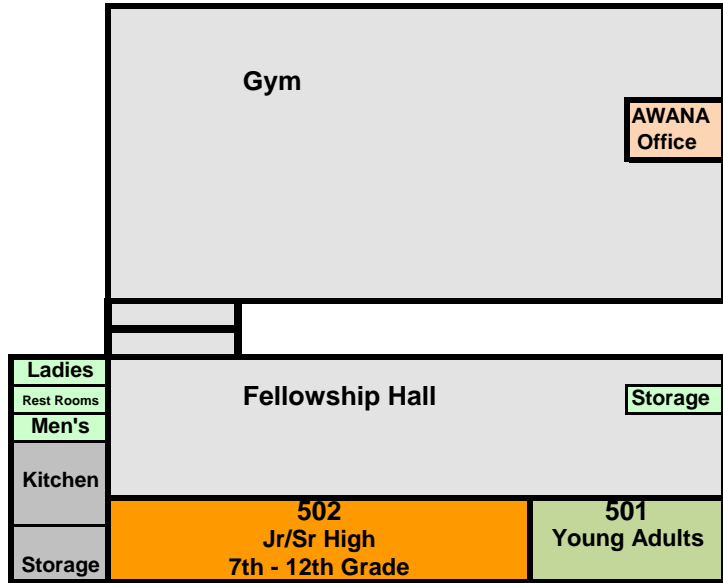 Gym
AWANA
Office
Ladies
Rest Rooms
Men's
Fellowship Hall
Storage
Kitchen
Storage
502
Jr/Sr High
7th - 12th Grade
501
Young Adults